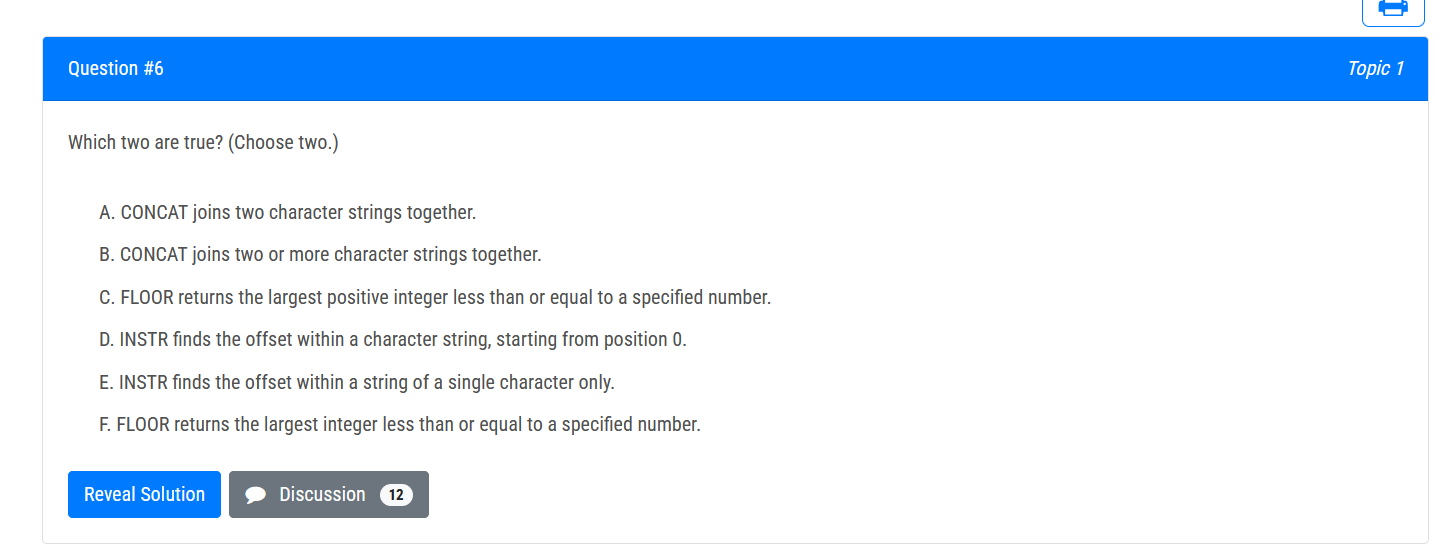 Question #6
Topic 1
Which two are true? (Choose two.)
A. CONCAT joins two character strings together.
B. CONCAT joins two or more character strings together.
C. FLOOR returns the largest positive integer less than or equal to a specified number.
D. INSTR finds the offset within a character string, starting from position 0.
E. INSTR finds the offset within a string of a single character only.
F. FLOOR returns the largest integer less than or equal to a specified number.
Reveal Solution
Discussion 12